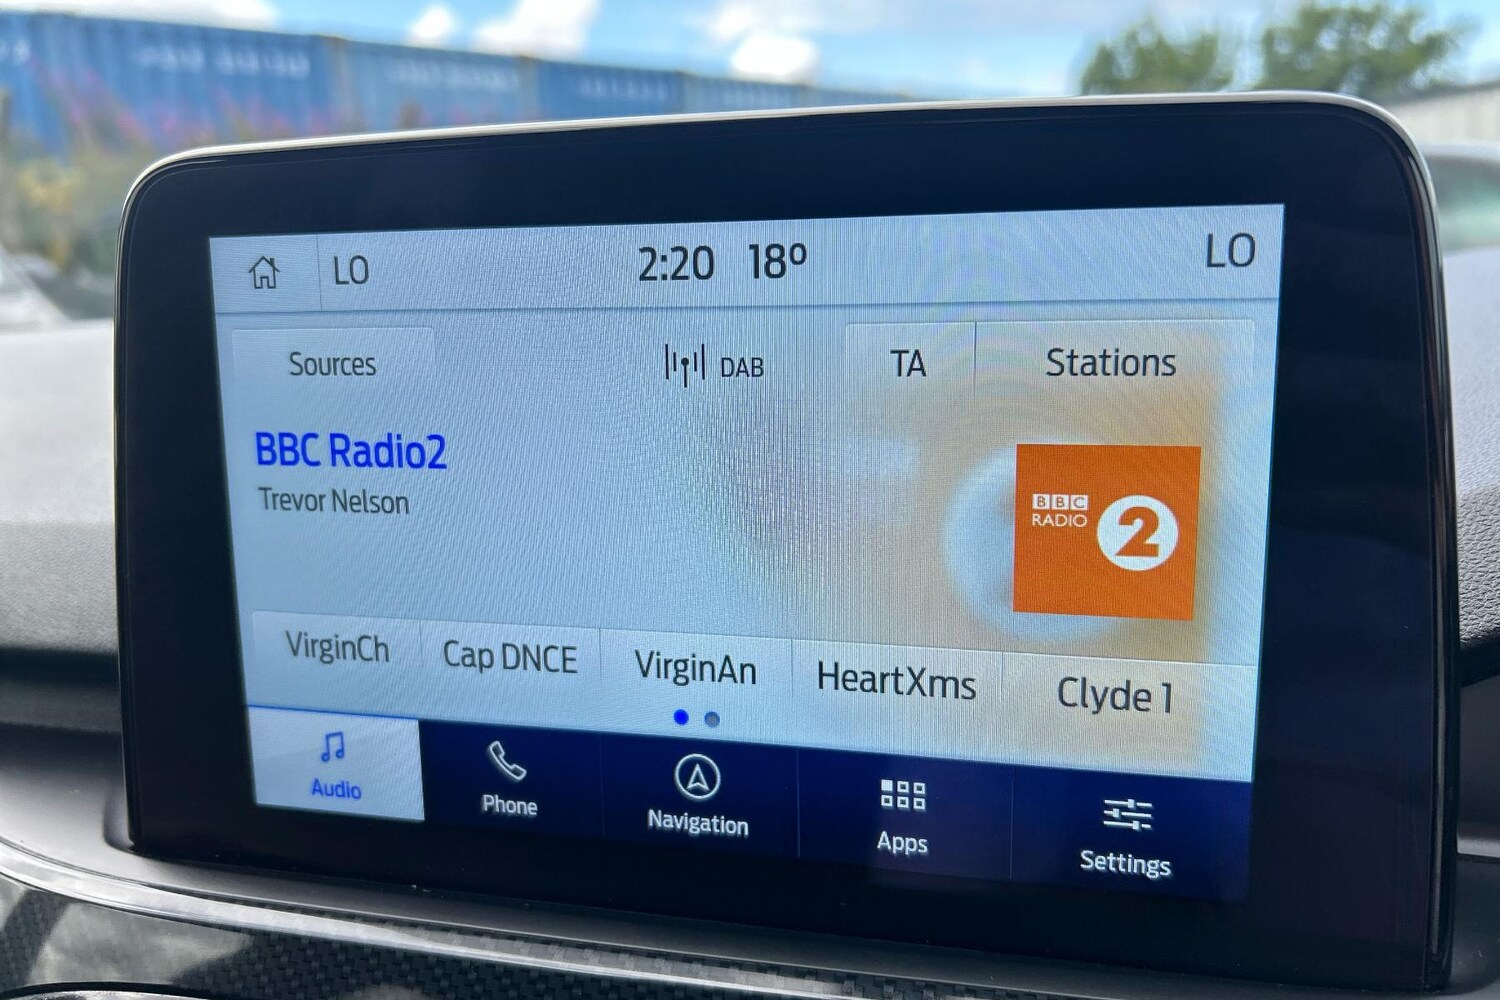 LO
2:20 18º
LO
Sources
DAB
TA
Stations
BBC Radio2
Trevor Nelson
BBC
RADIO
2
VirginCh
Cap DNCE
VirginAn
HeartXms
Clyde 1
Audio
Phone
Navigation
Apps
Settings